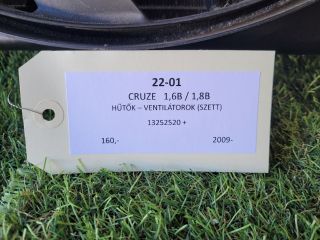 22-01
CRUZE 1,6B / 1,8B
HŰTŐK – VENTILÁTOROK (SZETT)
13252520 +
160,- 2009-